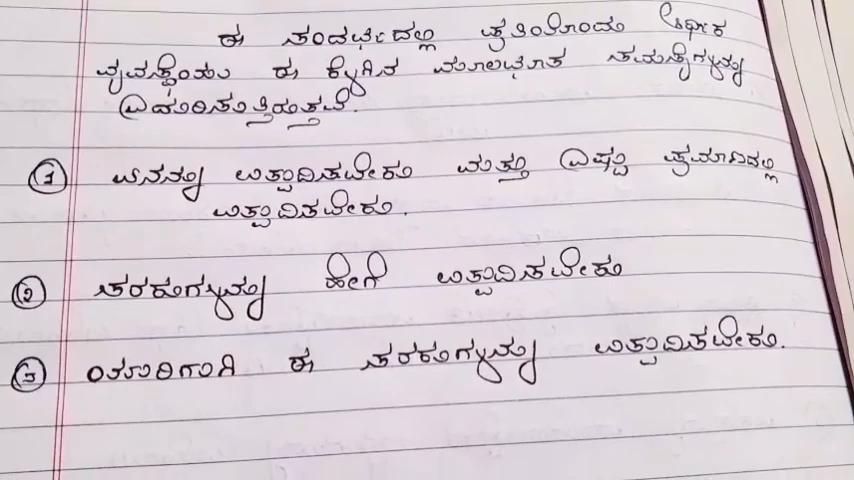 ಈ ಸಂದರ್ಭದಲ್ಲಿ ಪ್ರತಿಯೊಂದು ಆರ್ಥಿಕ
ವ್ಯವಸ್ಥೆಯು ಈ ಕೆಳಗಿನ ಮೂಲಭೂತ ಸಮಸ್ಯೆಗಳನ್ನು
ಎದುರಿಸುತ್ತಿರುತ್ತವೆ.
1 ಏನನ್ನು ಉತ್ಪಾದಿಸಬೇಕು ಮತ್ತು ಎಷ್ಟು ಪ್ರಮಾಣದಲ್ಲಿ
ಉತ್ಪಾದಿಸಬೇಕು.
2 ಸರಕುಗಳನ್ನು ಹೇಗೆ ಉತ್ಪಾದಿಸಬೇಕು
3 ಯಾರಿಗಾಗಿ ಈ ಸರಕುಗಳನ್ನು ಉತ್ಪಾದಿಸಬೇಕು.